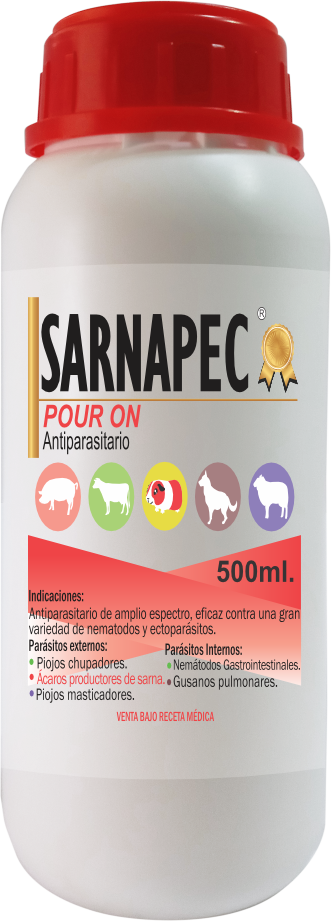 SARNAPEC ®
POUR ON
Antiparasitario
500ml.
Indicaciones:
Antiparasitario de amplio espectro, eficaz contra una gran
variedad de nematodos y ectoparásitos.
Parásitos externos:
• Piojos chupadores.
• Ácaros productores de sarna.
• Piojos masticadores.
Parásitos Internos:
• Nemátodos Gastrointestinales.
• Gusanos pulmonares.
VENTA BAJO RECETA MÉDICA